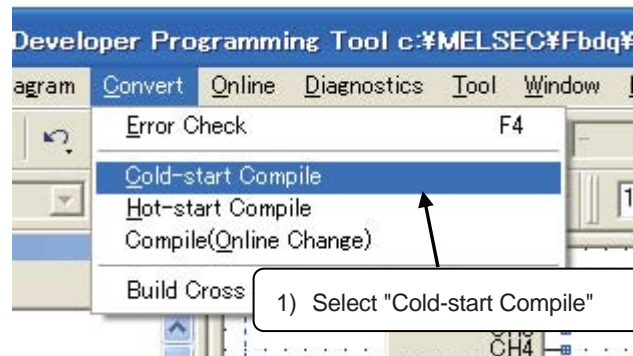 Developer Programming Tool c:¥MELSEC¥Fbdq¥
agram Convert Online Diagnostics Tool Window
Error Check F4
Cold-start Compile
Hot-start Compile
Compile(Online Change)
Build Cross
1) Select "Cold-start Compile"
CH4